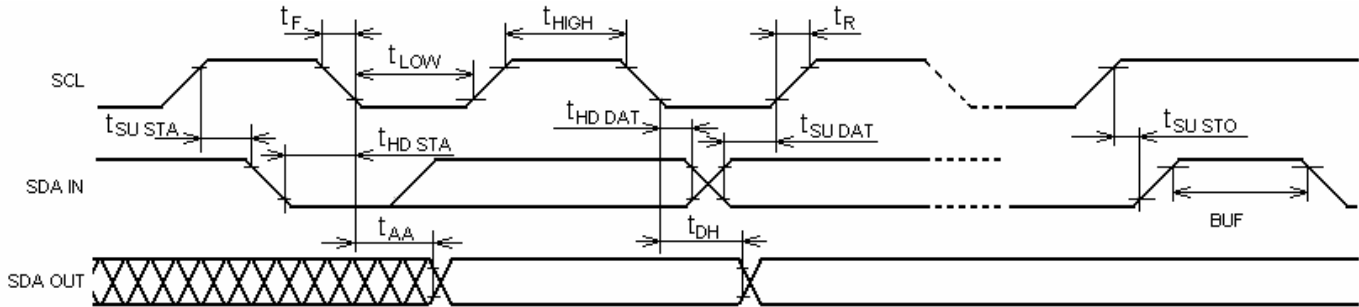 tF
tHIGH
tR
SCL
tLOW
tSU STA
tHD STA
tHD DAT
tSU DAT
tSU STO
SDA IN
BUF
tAA
tDH
SDA OUT